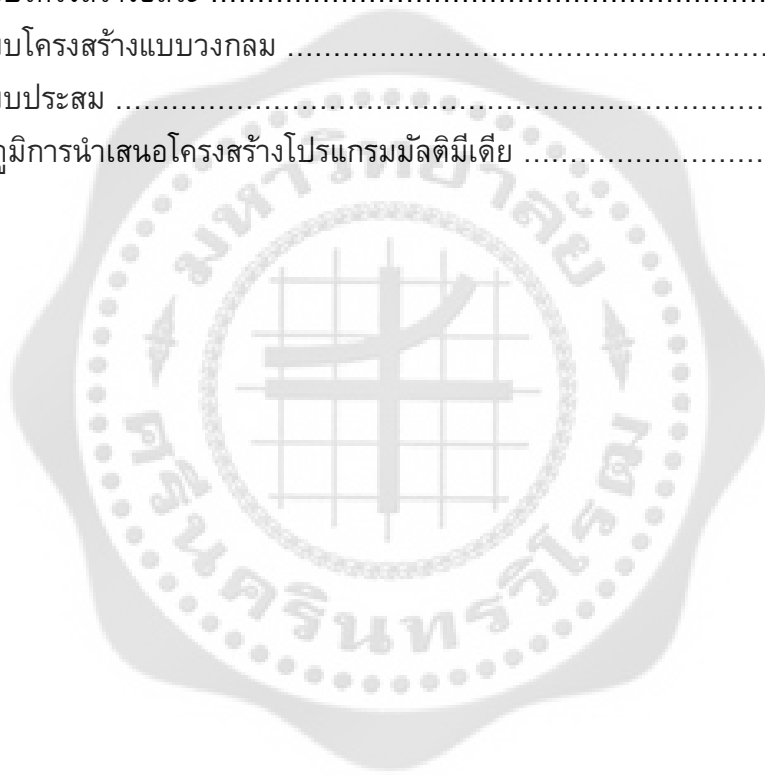 บโครงสร้างแบบวงกลม ........................................................
บบประสม ........................................................................
ภูมิการนำเสนอโครงสร้างโปรแกรมมัลติมีเดีย ...........................
มหาวิทยาลัย
ศรีนครินทรวิโรฒ